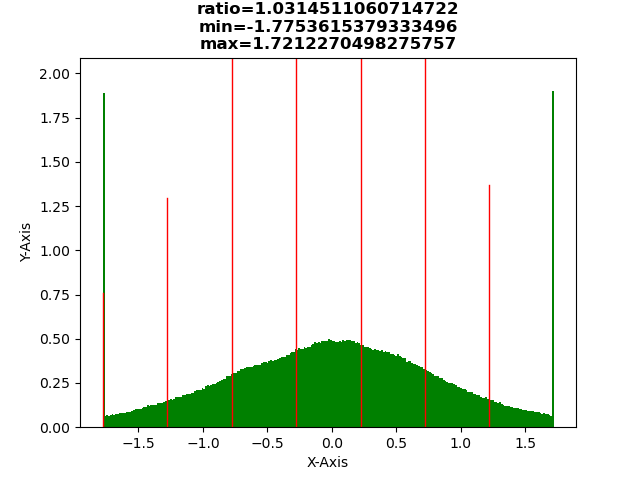 ratio=1.0314511060714722
min=-1.7753615379333496
max=1.7212270498275757
2.00
1.75
1.50
1.25
1.00
0.75
0.50
0.25
0.00
Y-Axis
−1.5 −1.0 −0.5 0.0 0.5 1.0 1.5
X-Axis